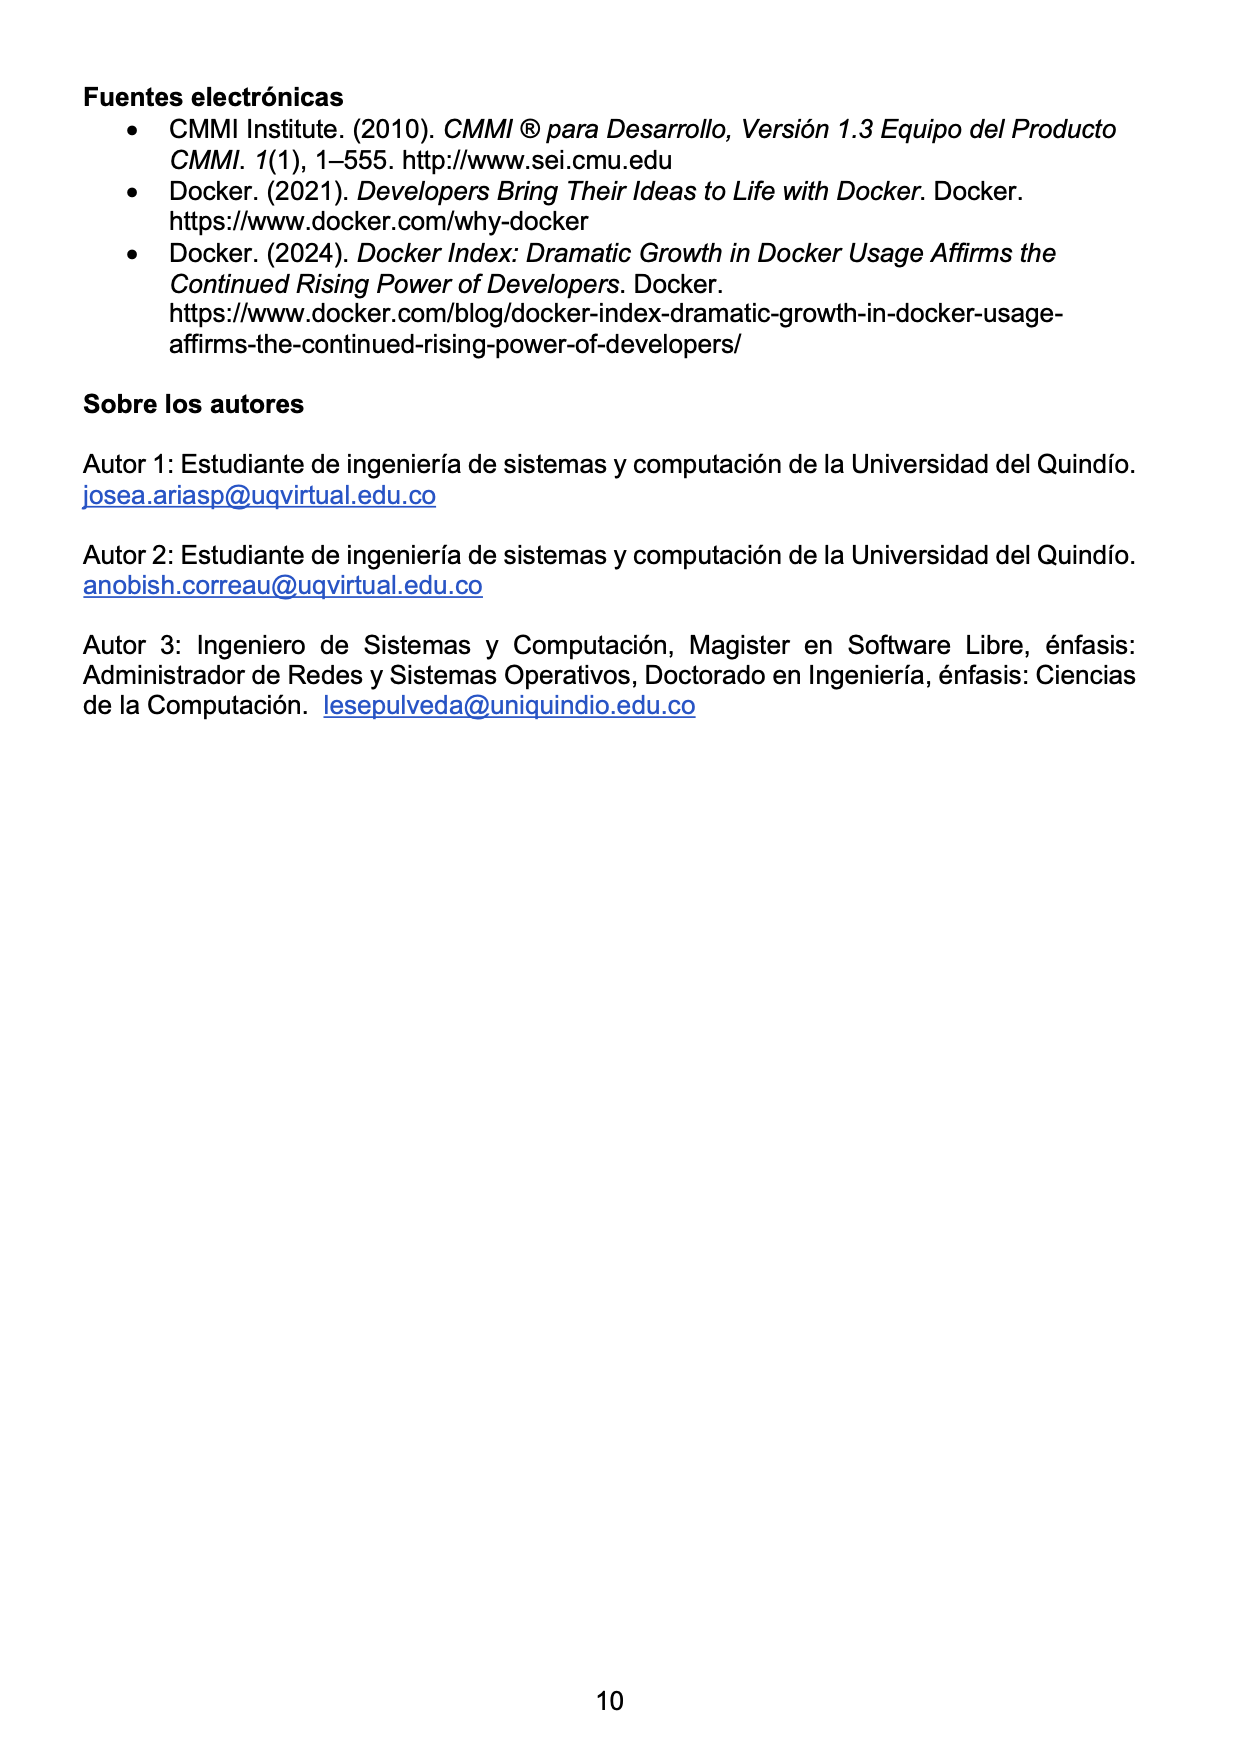 Fuentes electrónicas
• CMMI Institute. (2010). CMMI ® para Desarrollo, Versión 1.3 Equipo del Producto
CMMI. 1(1), 1–555. http://www.sei.cmu.edu
• Docker. (2021). Developers Bring Their Ideas to Life with Docker. Docker.
https://www.docker.com/why-docker
• Docker. (2024). Docker Index: Dramatic Growth in Docker Usage Affirms the
Continued Rising Power of Developers. Docker.
https://www.docker.com/blog/docker-index-dramatic-growth-in-docker-usage-
affirms-the-continued-rising-power-of-developers/
Sobre los autores
Autor 1: Estudiante de ingeniería de sistemas y computación de la Universidad del Quindío.
josea.ariasp@uqvirtual.edu.co
Autor 2: Estudiante de ingeniería de sistemas y computación de la Universidad del Quindío.
anobish.correau@uqvirtual.edu.co
Autor 3: Ingeniero de Sistemas y Computación, Magister en Software Libre, énfasis:
Administrador de Redes y Sistemas Operativos, Doctorado en Ingeniería, énfasis: Ciencias
de la Computación. lesepulveda@uniquindio.edu.co
10